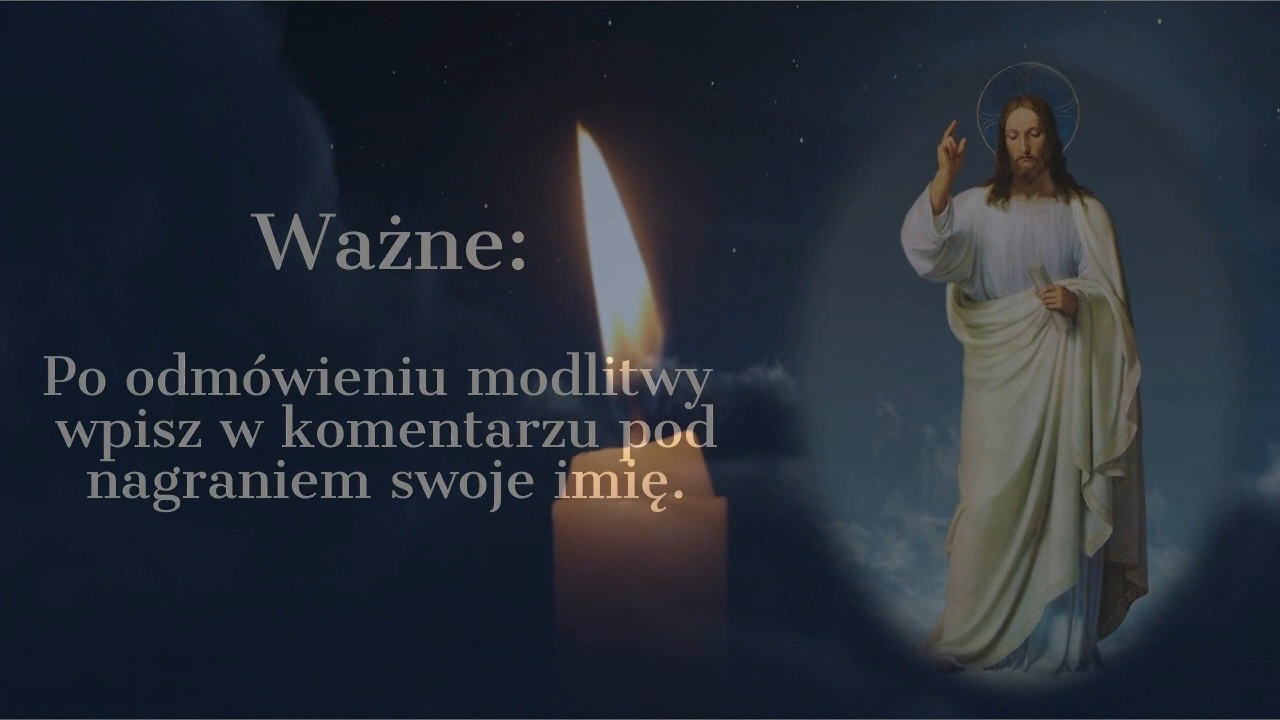 Ważne:
Po odmówieniu modlitwy
wpisz w komentarzu pod
nagraniem swoje imię.